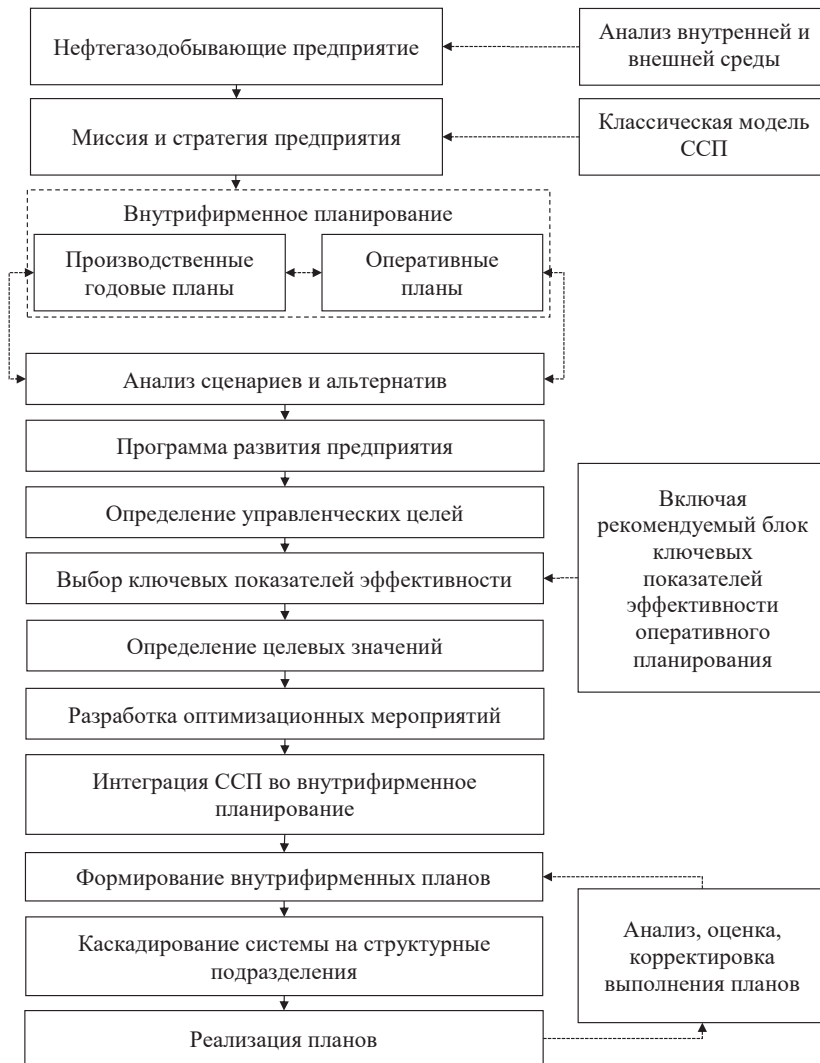 Нефтегазодобывающие предприятие
Анализ внутренней и
внешней среды
Миссия и стратегия предприятия
Классическая модель
ССП
Внутрифирменное планирование
Производственные
годовые планы
Оперативные
планы
Анализ сценариев и альтернатив
Программа развития предприятия
Определение управленческих целей
Выбор ключевых показателей эффективности
Включая
рекомендуемый блок
ключевых
показателей
эффективности
оперативного
планирования
Определение целевых значений
Разработка оптимизационных мероприятий
Интеграция ССП во внутрифирменное
планирование
Формирование внутрифирменных планов
Каскадирование системы на структурные
подразделения
Анализ, оценка,
корректировка
выполнения планов
Реализация планов